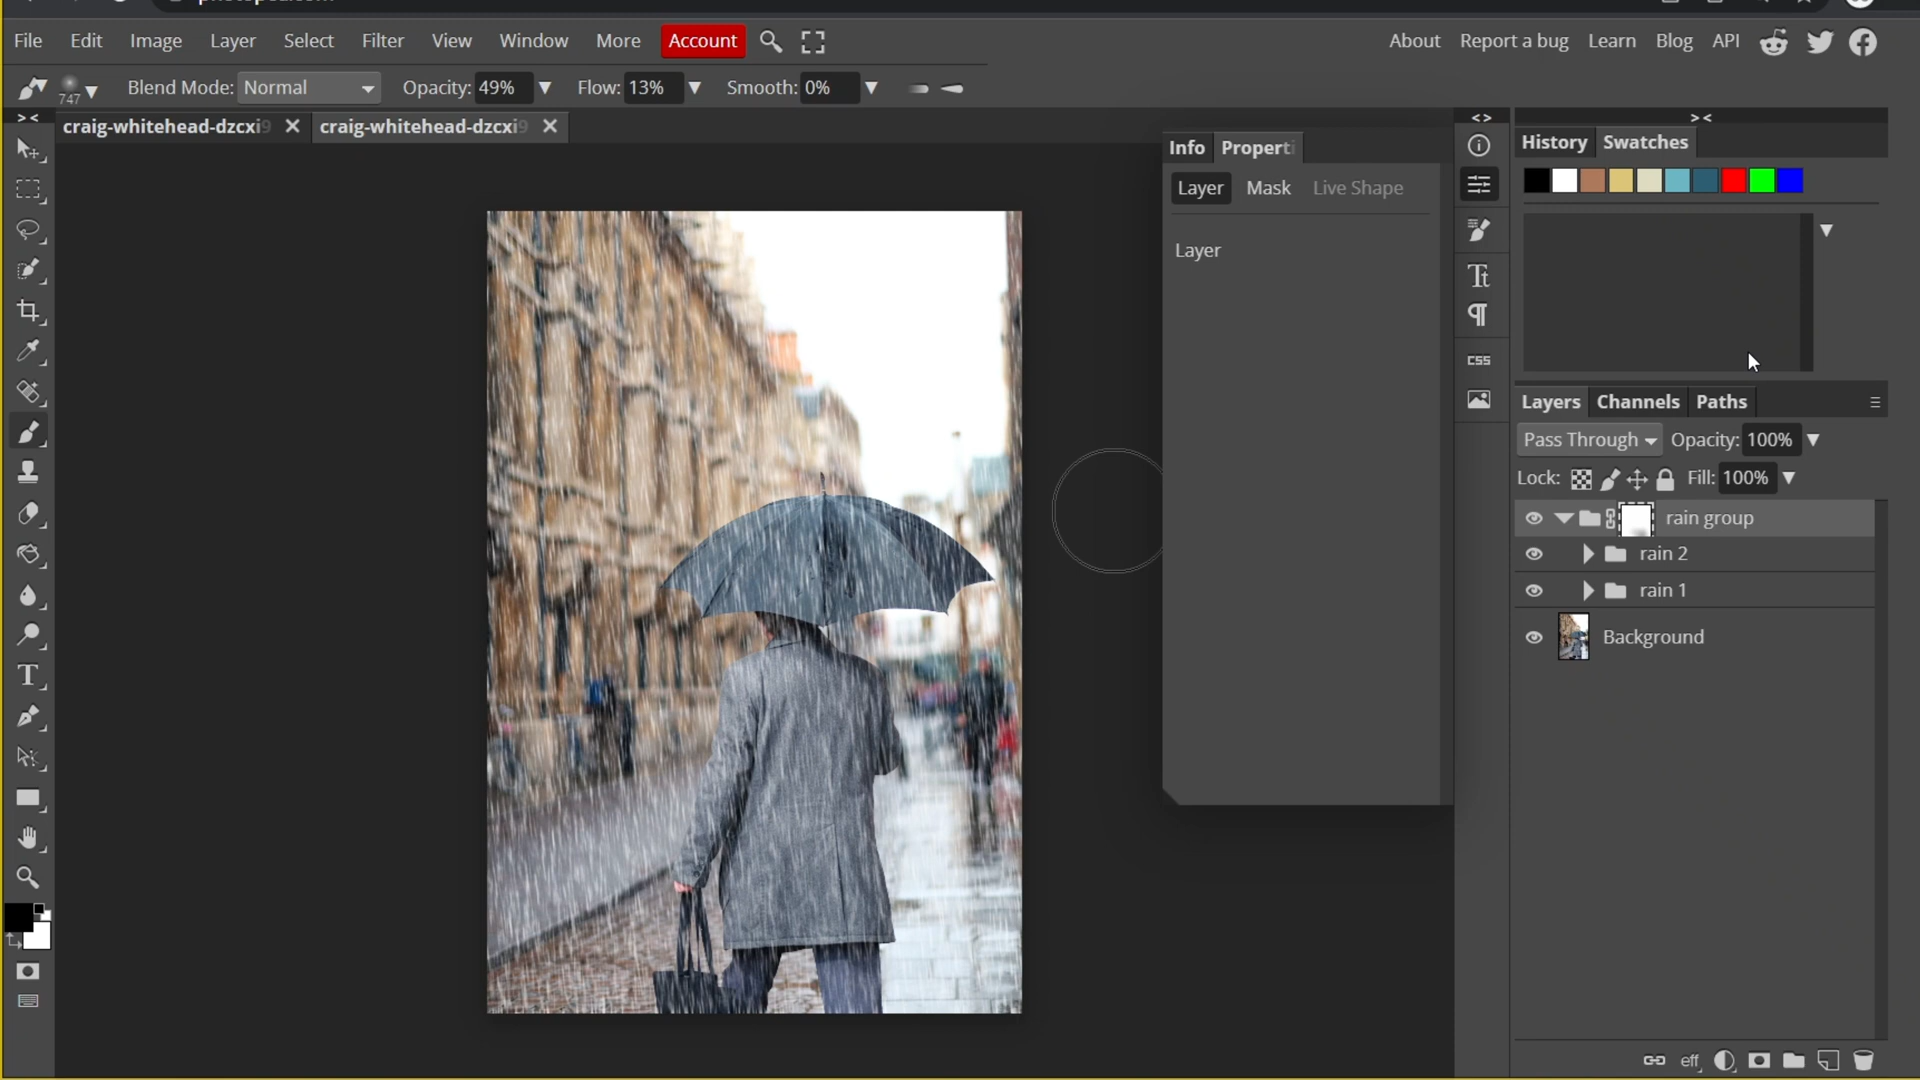 File Edit Image Layer Select Filter View Window More Account About Report a bug Learn Blog API
747 Blend Mode: Normal Opacity: 49% Flow: 13% Smooth: 0%
craig-whitehead-dzcxi9 craig-whitehead-dzcxi9
Info Properti
Layer Mask Live Shape
Layer
CSS
History Swatches
Layers Channels Paths
Pass Through Opacity: 100%
Lock: Fill: 100%
rain group
rain 2
rain 1
Background
eff